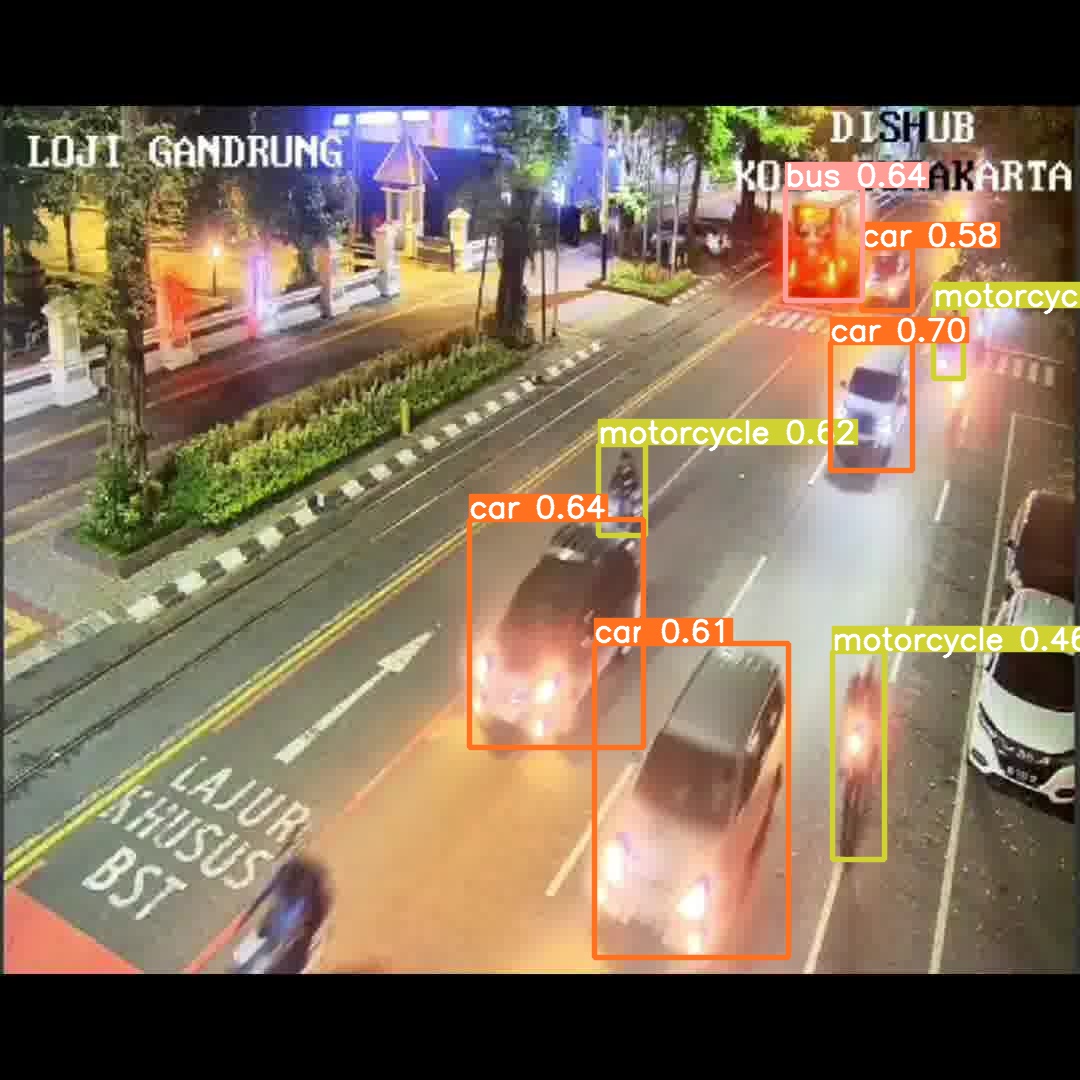 LOJI GANDRUNG
DISHUB
KO AKARTA
bus 0.64
car 0.58
motorcyc
car 0.70
motorcycle 0.62
car 0.64
car 0.61
motorcycle 0.46
LAJUR
KHUSUS
BST